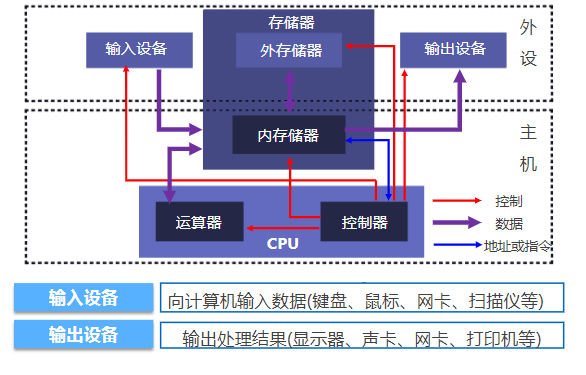 存储器
输入设备
外存储器
输出设备
外设
内存储器
主机
运算器
控制器
CPU
控制
数据
地址或指令
输入设备
向计算机输入数据(键盘、鼠标、网卡、扫描仪等)
输出设备
输出处理结果(显示器、声卡、网卡、打印机等)